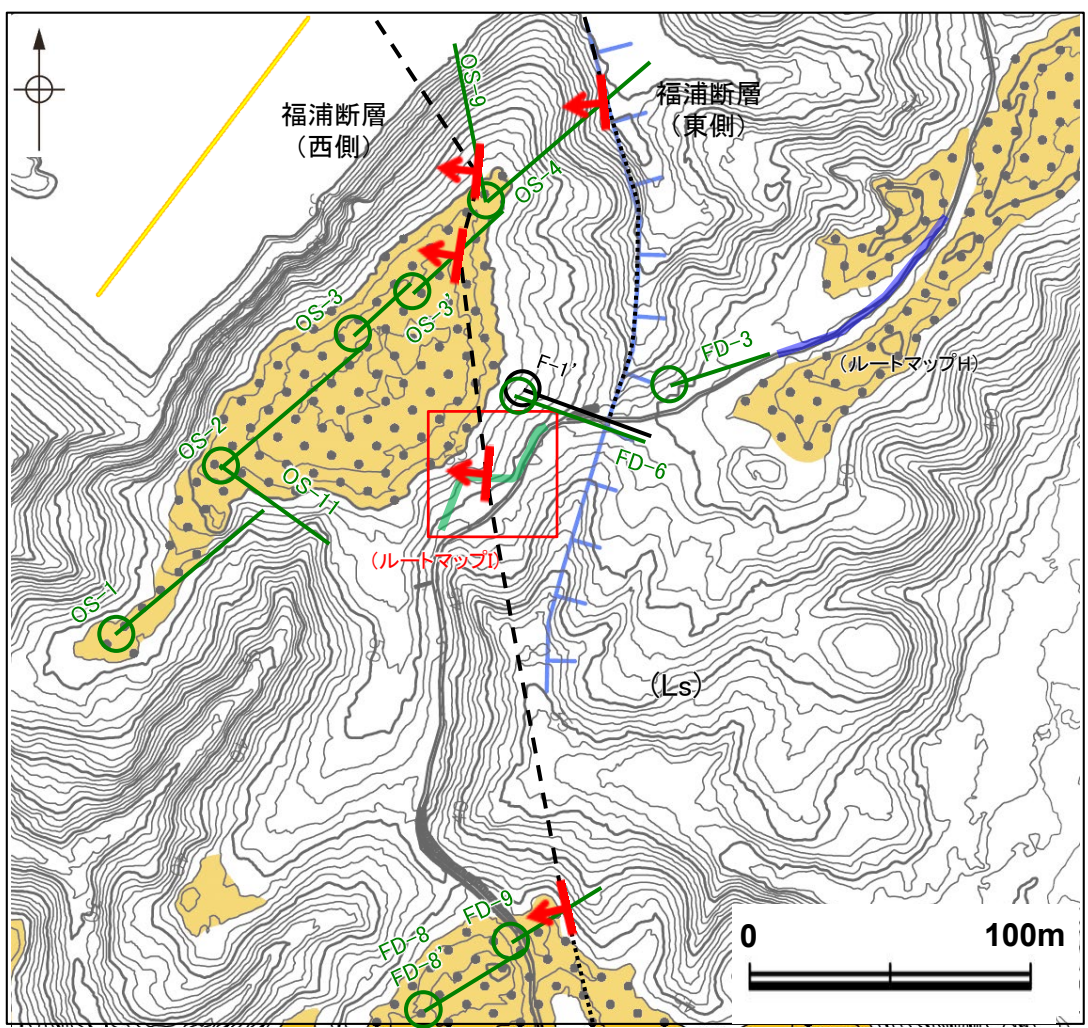 福浦断層
（西側）
OS-9
福浦断層
（東側）
OS-4
OS-3
OS-3'
FD-3
（ルートマップH）
F-1'
OS-2
OS-11
FD-6
（ルートマップI）
OS-1
（Ls）
FD-9
FD-8
FD-8'
0
100m